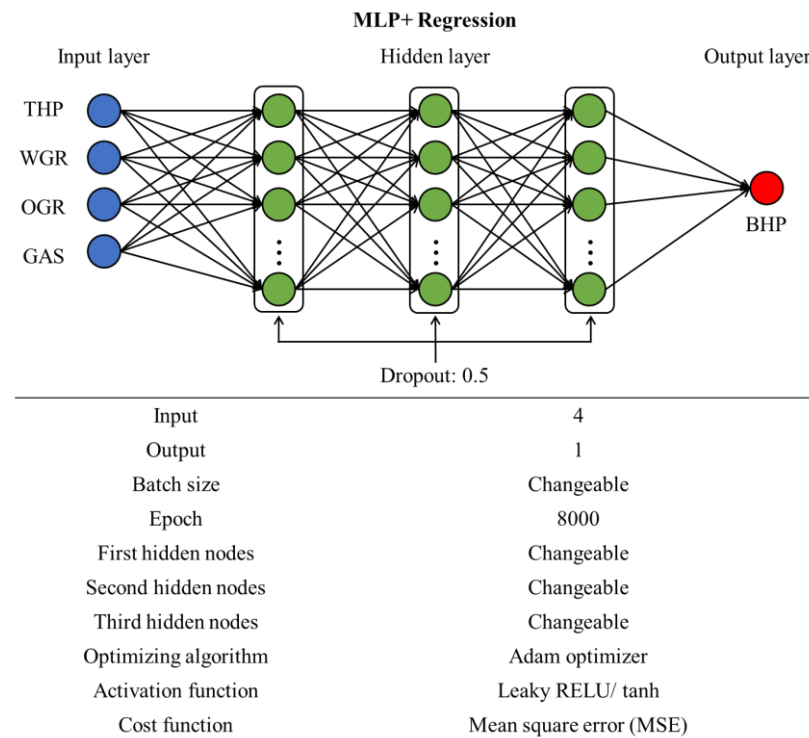 MLP+ Regression
Input layer Hidden layer Output layer
THP
WGR
OGR
GAS
BHP
Dropout: 0.5
Input 4
Output 1
Batch size Changeable
Epoch 8000
First hidden nodes Changeable
Second hidden nodes Changeable
Third hidden nodes Changeable
Optimizing algorithm Adam optimizer
Activation function Leaky RELU/ tanh
Cost function Mean square error (MSE)